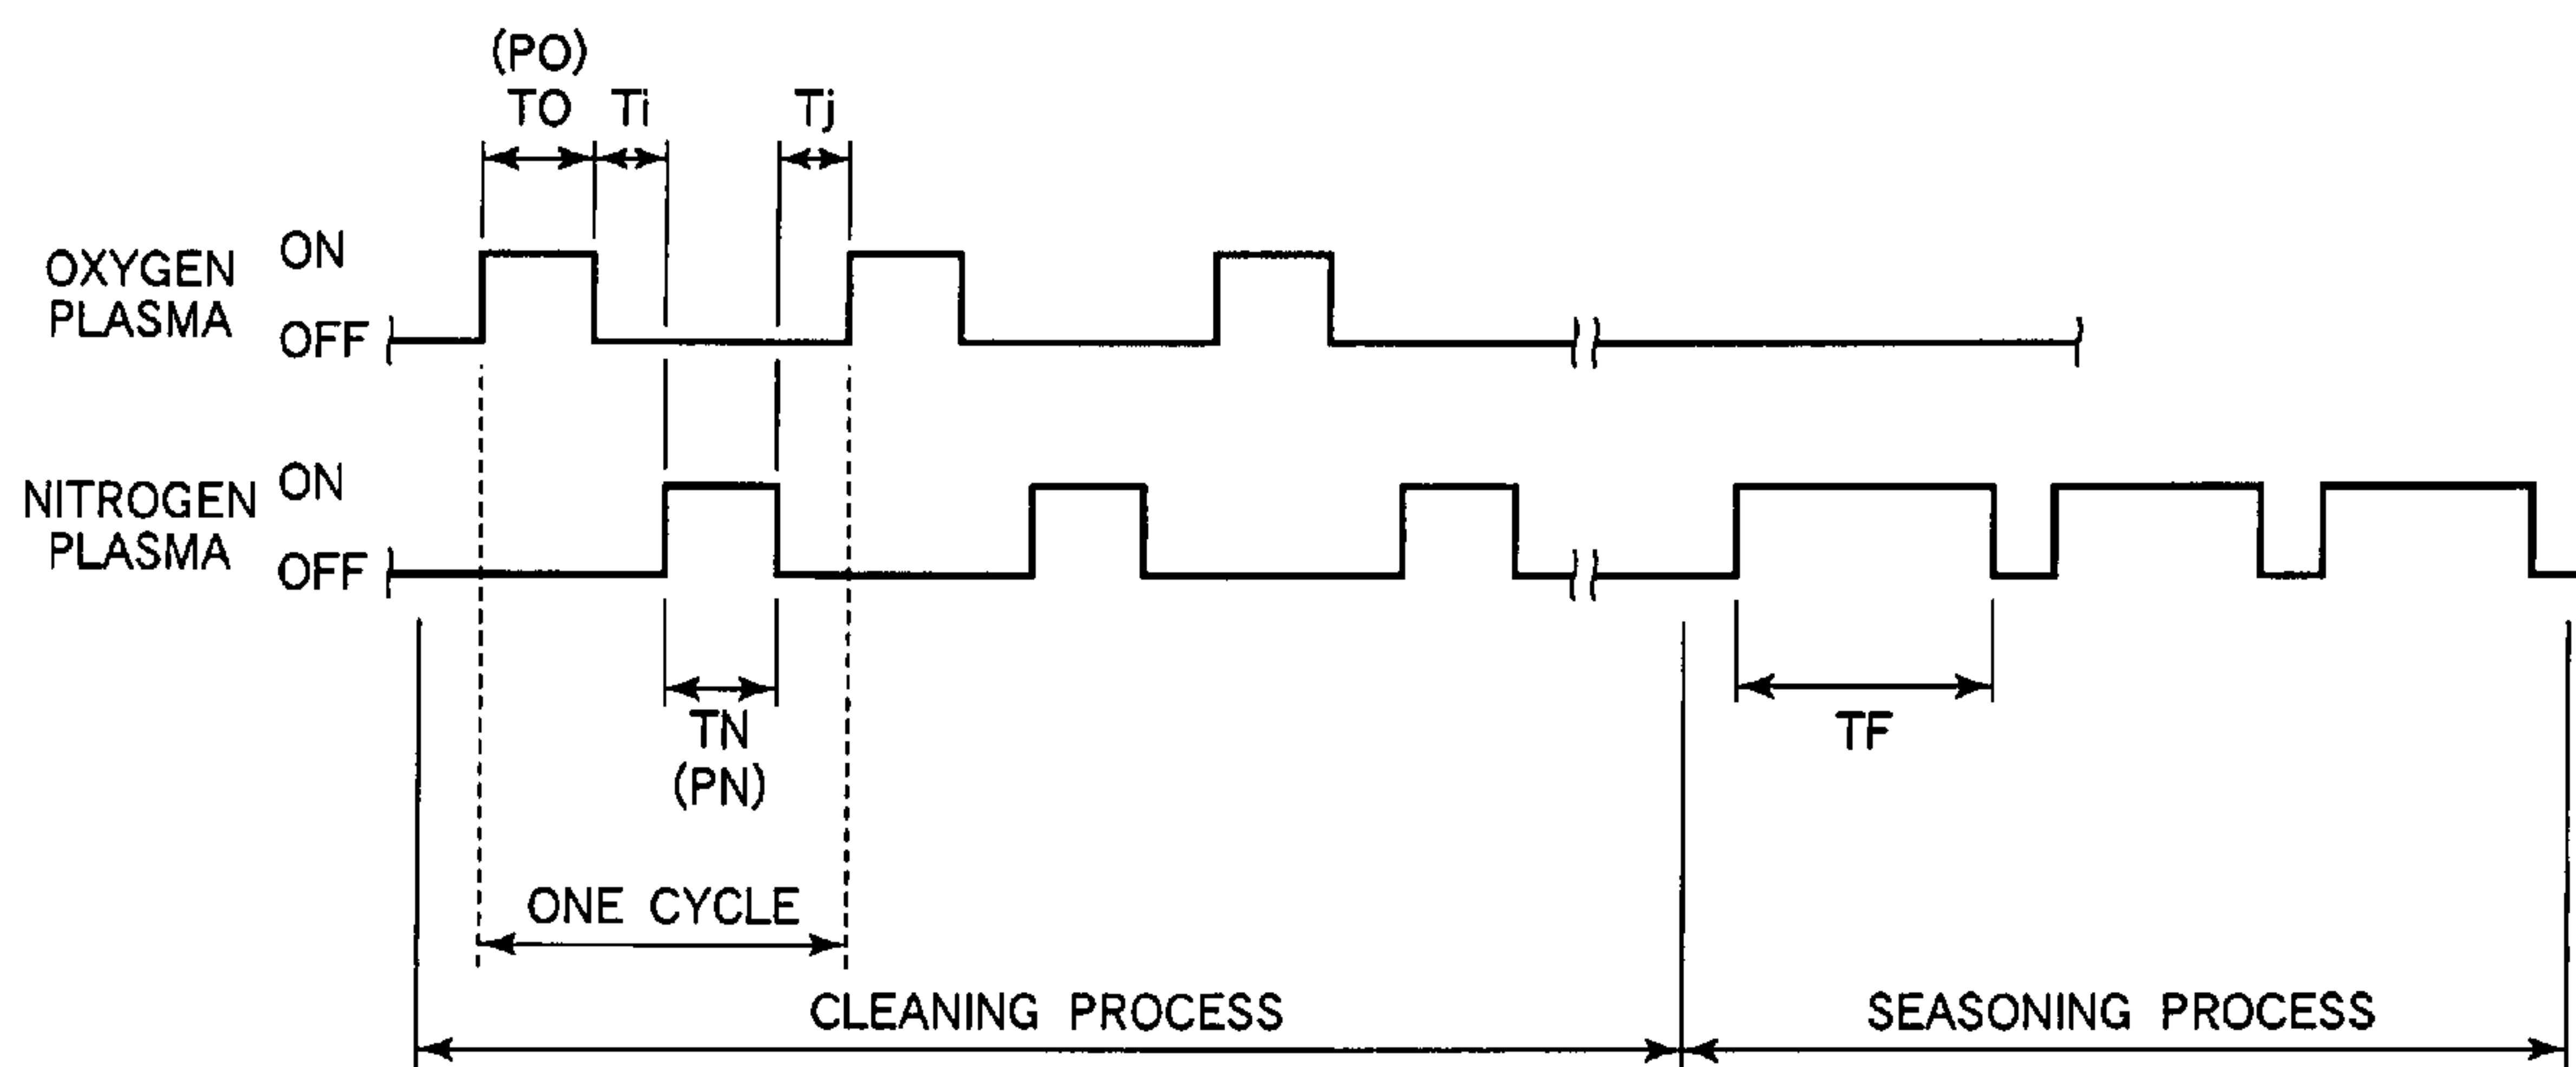 (PO)
TO Ti Tj
OXYGEN PLASMA
ON
OFF
NITROGEN PLASMA
ON
OFF
TN
(PN)
TF
ONE CYCLE
CLEANING PROCESS
SEASONING PROCESS